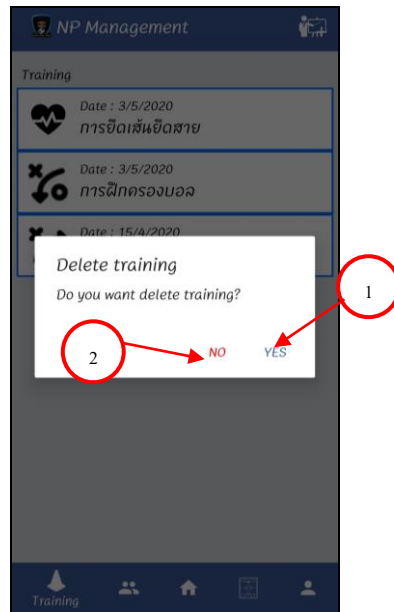 NP Management
Training
Date : 3/5/2020
การยืดเส้นยืดสาย
Date : 3/5/2020
การฝึกครองบอล
Date : 15/4/2020
Delete training
Do you want delete training?
1
2
NO YES
Training